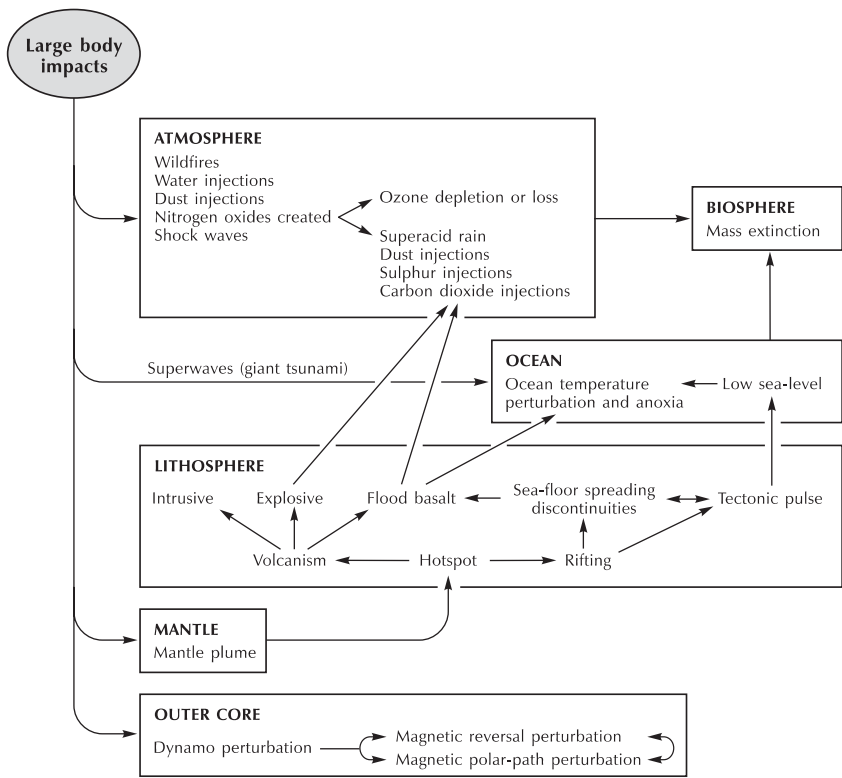 Large body
impacts
ATMOSPHERE
Wildfires
Water injections
Dust injections
Nitrogen oxides created
Shock waves
Ozone depletion or loss
Superacid rain
Dust injections
Sulphur injections
Carbon dioxide injections
BIOSPHERE
Mass extinction
Superwaves (giant tsunami)
OCEAN
Ocean temperature
perturbation and anoxia
Low sea-level
LITHOSPHERE
Intrusive
Explosive
Flood basalt
Sea-floor spreading
discontinuities
Tectonic pulse
Volcanism
Hotspot
Rifting
MANTLE
Mantle plume
OUTER CORE
Dynamo perturbation
Magnetic reversal perturbation
Magnetic polar-path perturbation